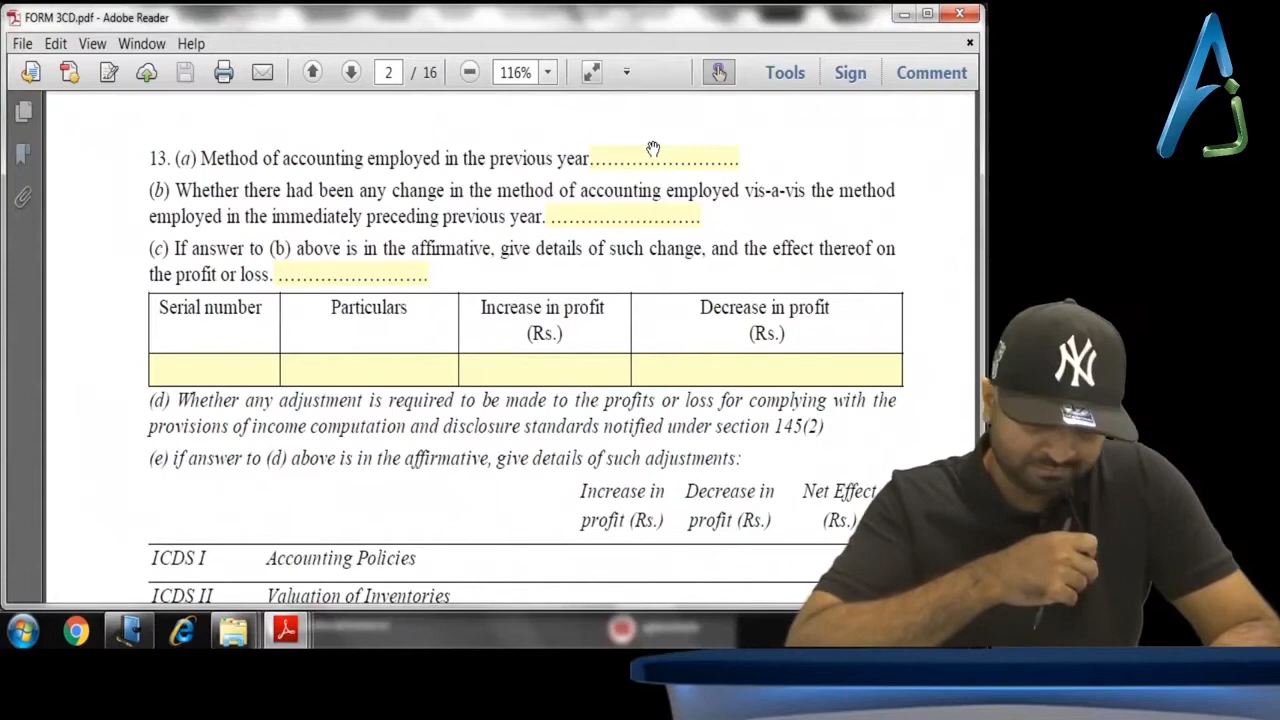 FORM 3CD.pdf - Adobe Reader
File Edit View Window Help
2 / 16 116% Tools Sign Comment
13. (a) Method of accounting employed in the previous year……………………
(b) Whether there had been any change in the method of accounting employed vis-a-vis the method
employed in the immediately preceding previous year. ……………………
(c) If answer to (b) above is in the affirmative, give details of such change, and the effect thereof on
the profit or loss. ……………………
Serial number Particulars Increase in profit Decrease in profit
(Rs.) (Rs.)
(d) Whether any adjustment is required to be made to the profits or loss for complying with the
provisions of income computation and disclosure standards notified under section 145(2)
(e) if answer to (d) above is in the affirmative, give details of such adjustments:
Increase in Decrease in Net Effect
profit (Rs.) profit (Rs.) (Rs.)
ICDS I Accounting Policies
ICDS II Valuation of Inventories
NY
AJ